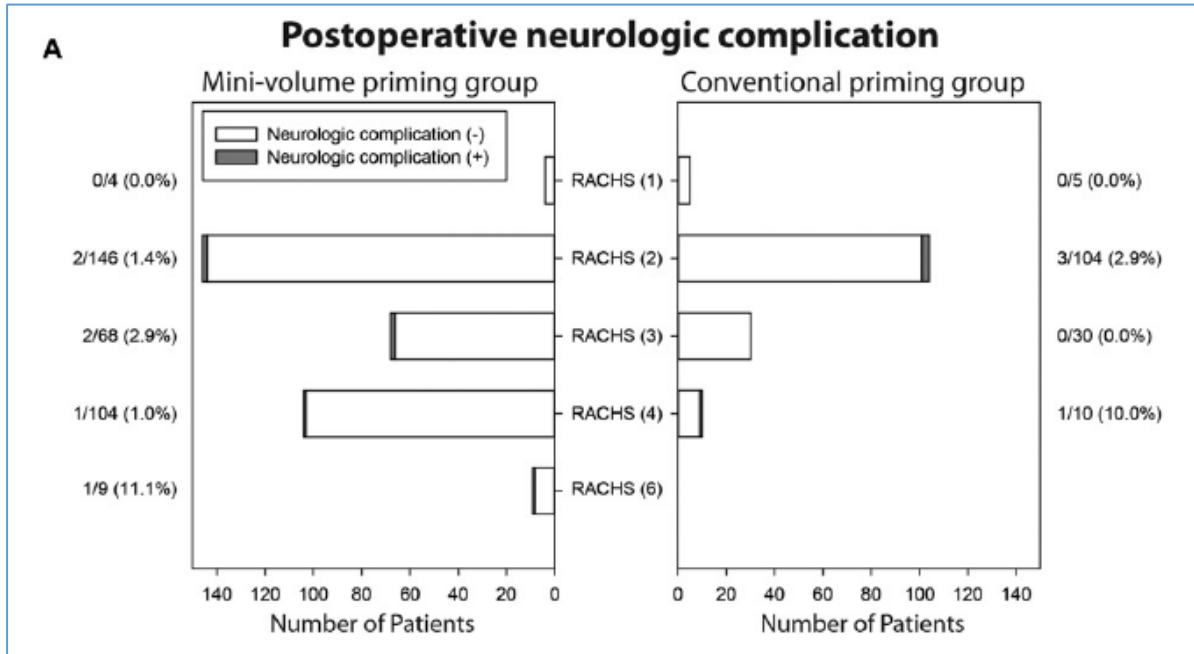 A
Postoperative neurologic complication
Mini-volume priming group
Conventional priming group
Neurologic complication (-)
Neurologic complication (+)
0/4 (0.0%)
RACHS (1)
0/5 (0.0%)
2/146 (1.4%)
RACHS (2)
3/104 (2.9%)
2/68 (2.9%)
RACHS (3)
0/30 (0.0%)
1/104 (1.0%)
RACHS (4)
1/10 (10.0%)
1/9 (11.1%)
RACHS (6)
140 120 100 80 60 40 20 0
0 20 40 60 80 100 120 140
Number of Patients
Number of Patients